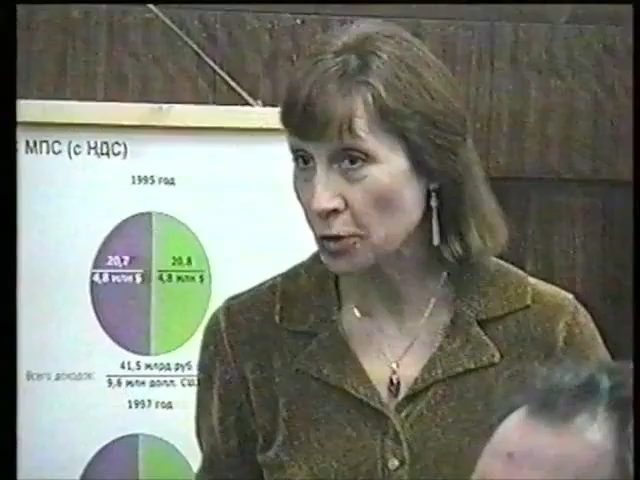 МПС (с НДС)
1995 год
20,7 20,8
4,8 млн $ 4,8 млн $
41,5 млрд руб
Всего доходов:
9,6 млн долл. СШ
1997 год